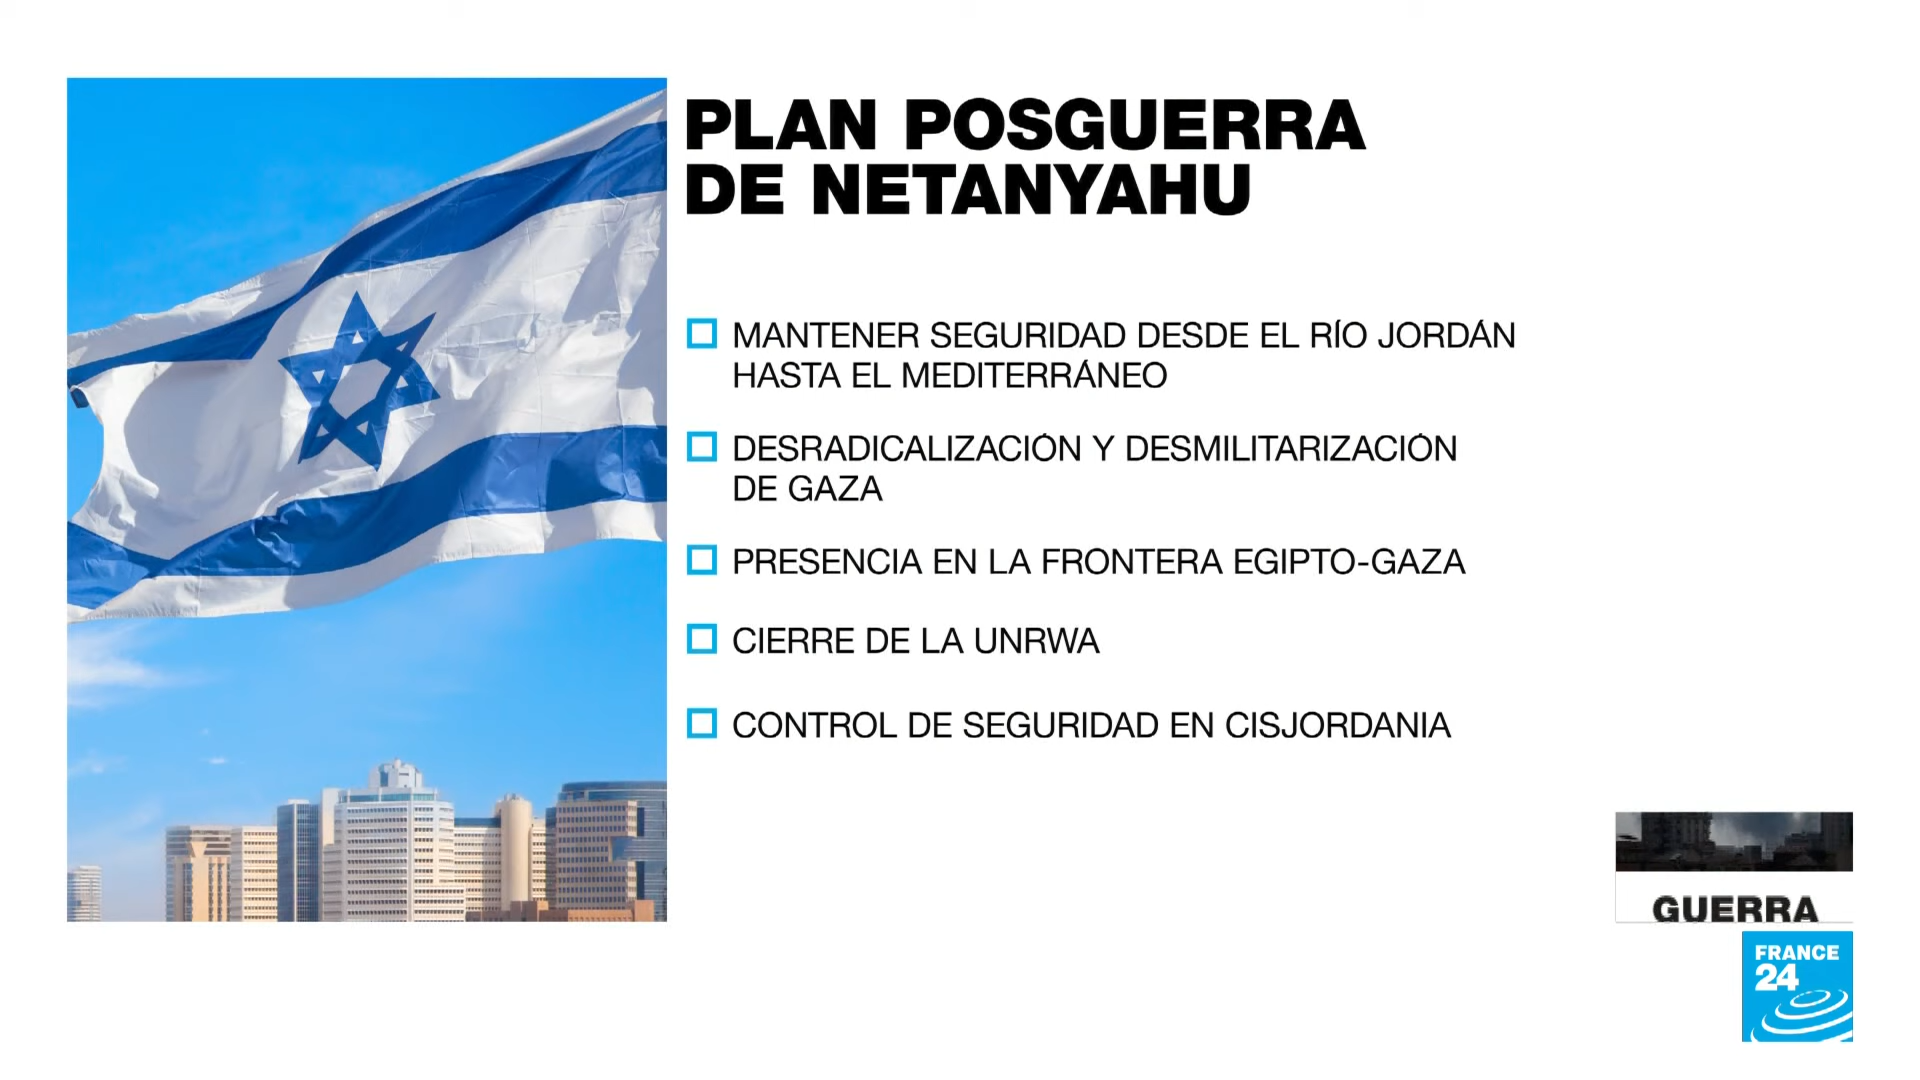 PLAN POSGUERRA
DE NETANYAHU
MANTENER SEGURIDAD DESDE EL RÍO JORDÁN
HASTA EL MEDITERRÁNEO
DESRADICALIZACIÓN Y DESMILITARIZACIÓN
DE GAZA
PRESENCIA EN LA FRONTERA EGIPTO-GAZA
CIERRE DE LA UNRWA
CONTROL DE SEGURIDAD EN CISJORDANIA
GUERRA
FRANCE
24